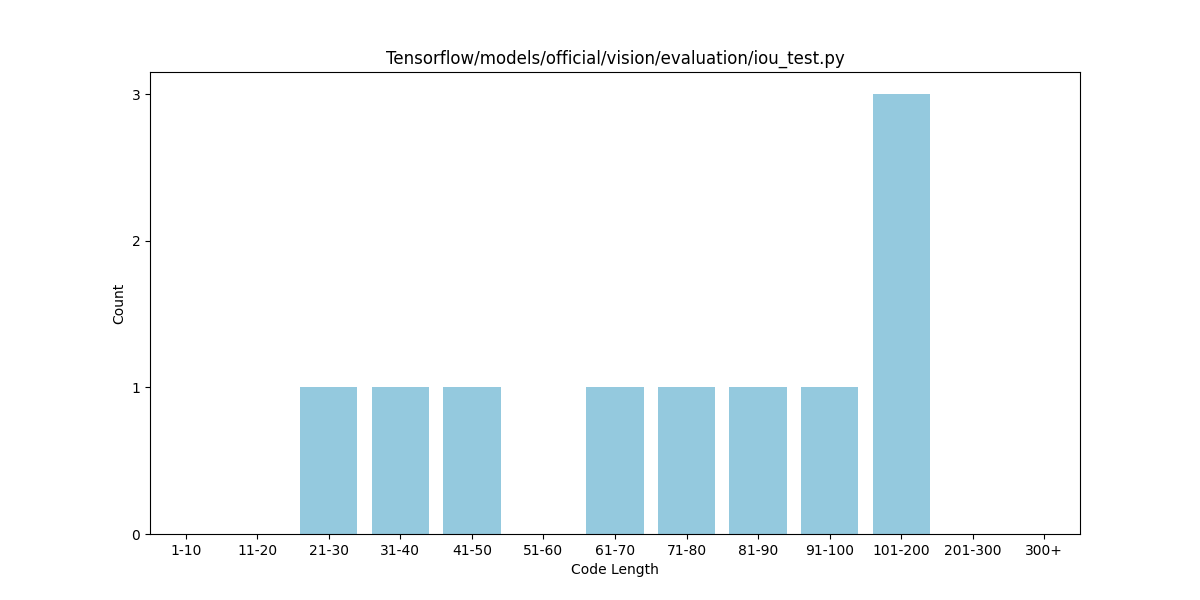 Tensorflow/models/official/vision/evaluation/iou_test.py
3
2
1
0
Count
1-10 11-20 21-30 31-40 41-50 51-60 61-70 71-80 81-90 91-100 101-200 201-300 300+
Code Length